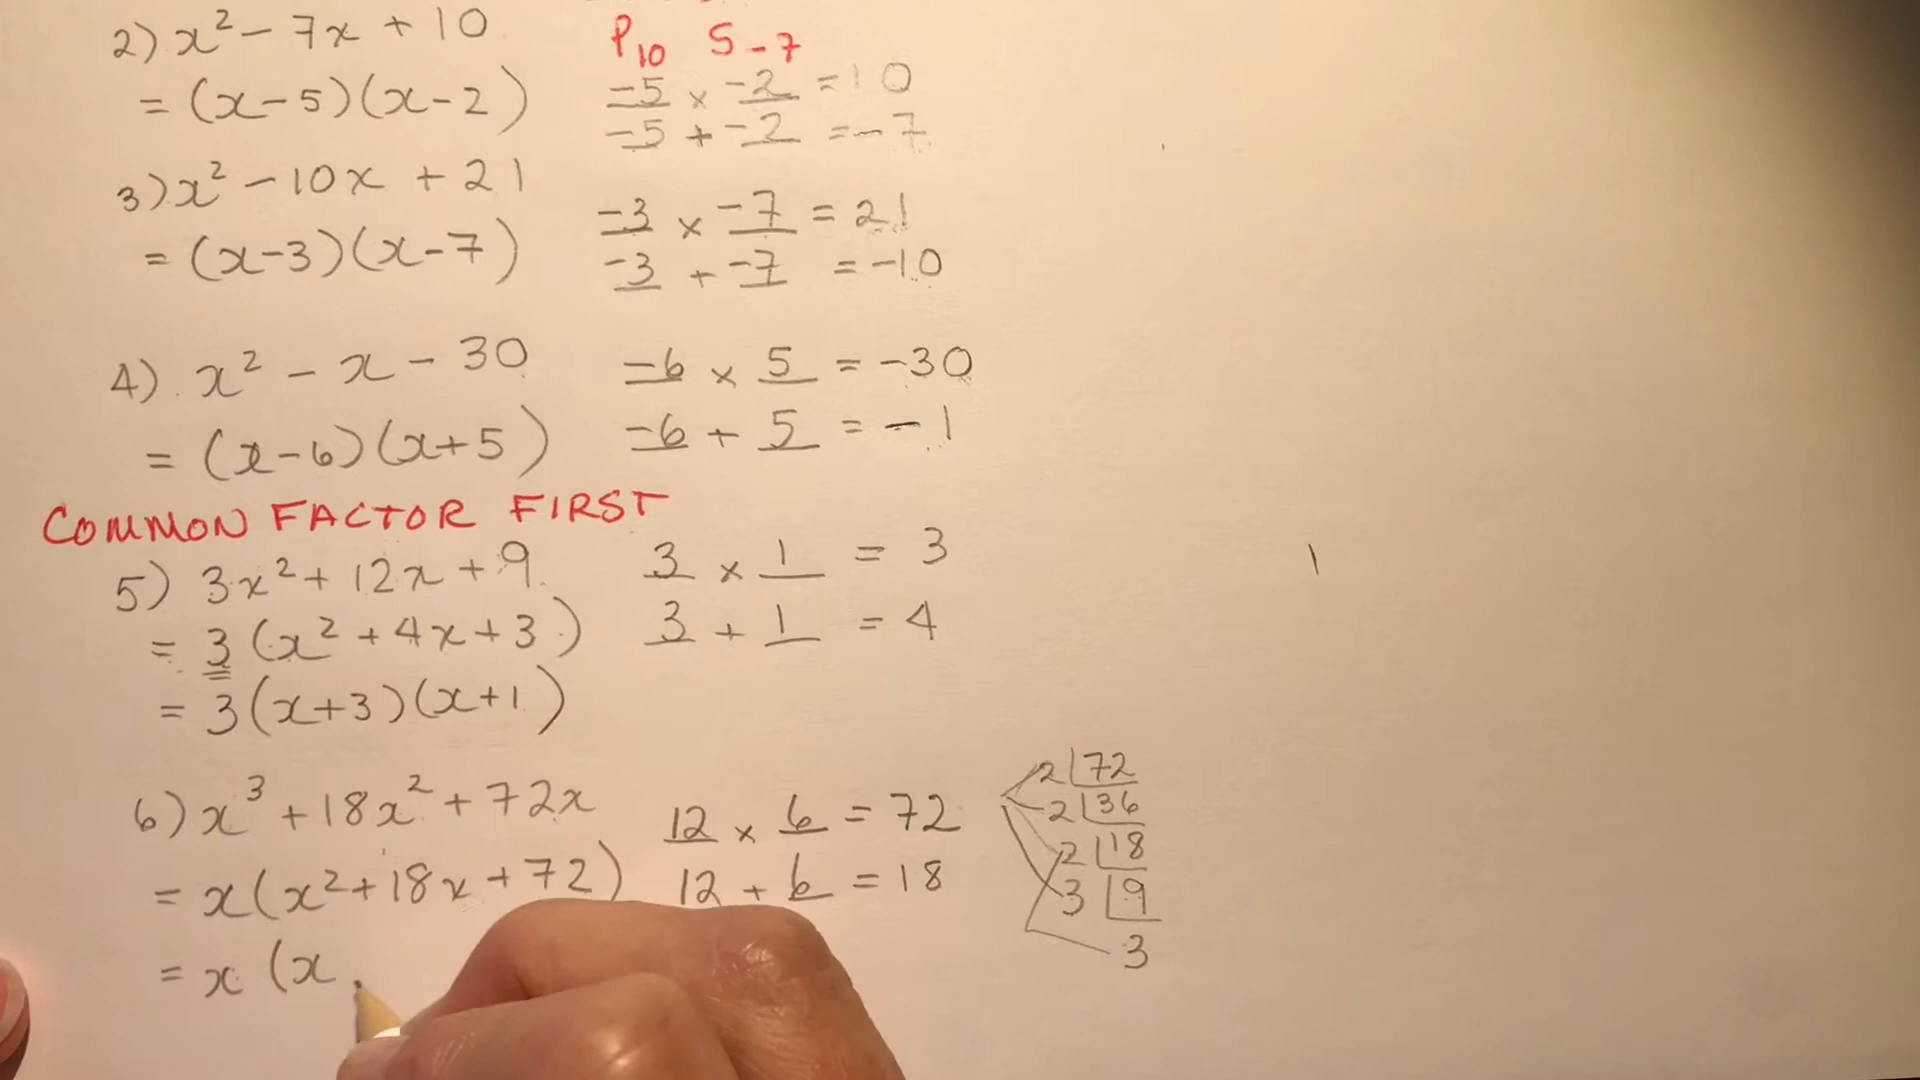 2) x² - 7x + 10
P10 S-7
= (x-5)(x-2)
-5 × -2 = 10
-5 + -2 = -7
3) x² - 10x + 21
= (x-3)(x-7)
-3 × -7 = 21
-3 + -7 = -10
4) x² - x - 30
= (x-6)(x+5)
-6 × 5 = -30
-6 + 5 = -1
COMMON FACTOR FIRST
5) 3x² + 12x + 9
= 3(x² + 4x + 3)
= 3(x+3)(x+1)
3 × 1 = 3
3 + 1 = 4
6) x³ + 18x² + 72x
= x(x² + 18x + 72)
= x(x
12 × 6 = 72
12 + 6 = 18
2 72
2 36
2 18
3 9
3